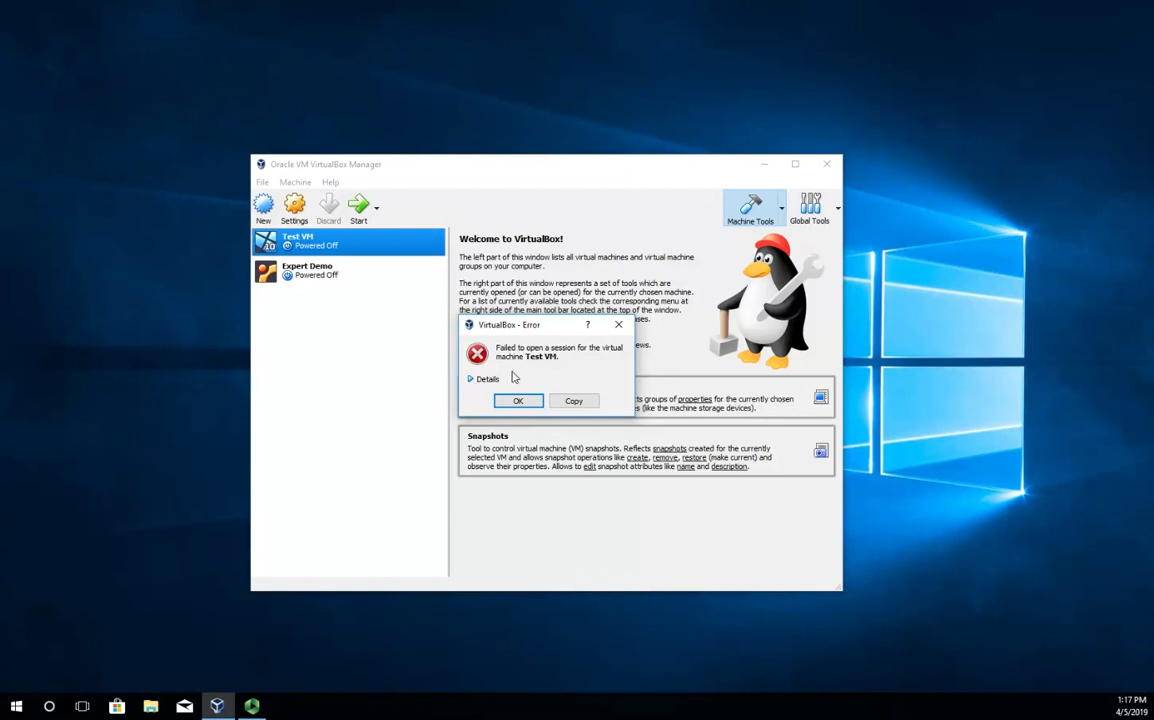 Oracle VM VirtualBox Manager
File Machine Help
New Settings Discard Start Machine Tools Global Tools
Test VM
Powered Off
Expert Demo
Powered Off
Welcome to VirtualBox!
The left part of this window lists all virtual machines and virtual
groups on your computer.
The right part of this window represents a set of tools which are
currently opened (or can be opened) for the currently chosen machine.
For a list of currently available tools check the corresponding menu at
the right side of the main tool bar located at the top of the window.
VirtualBox - Error
?
Failed to open a session for the virtual
machine Test VM.
Details
OK Copy
groups of properties for the currently chosen
(like the machine storage devices).
Snapshots
Tool to control virtual machine (VM) snapshots. Reflects snapshots created for the currently
selected VM and allows snapshot operations like create, remove, restore (make current) and
observe their properties. Allows to edit snapshot attributes like name and description.
1:17 PM
4/5/2019